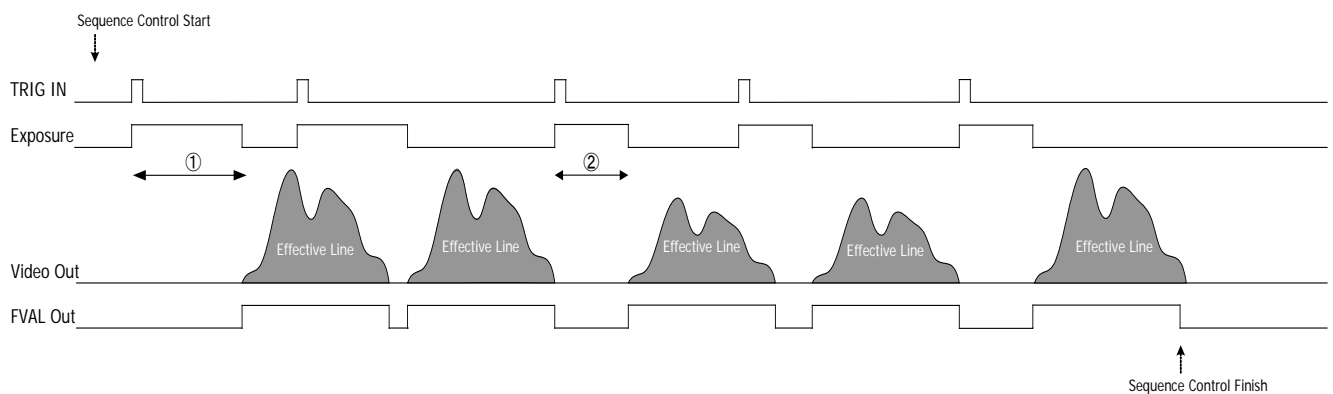 Sequence Control Start
TRIG IN
Exposure
① ②
Effective Line Effective Line Effective Line Effective Line Effective Line
Video Out
FVAL Out
Sequence Control Finish